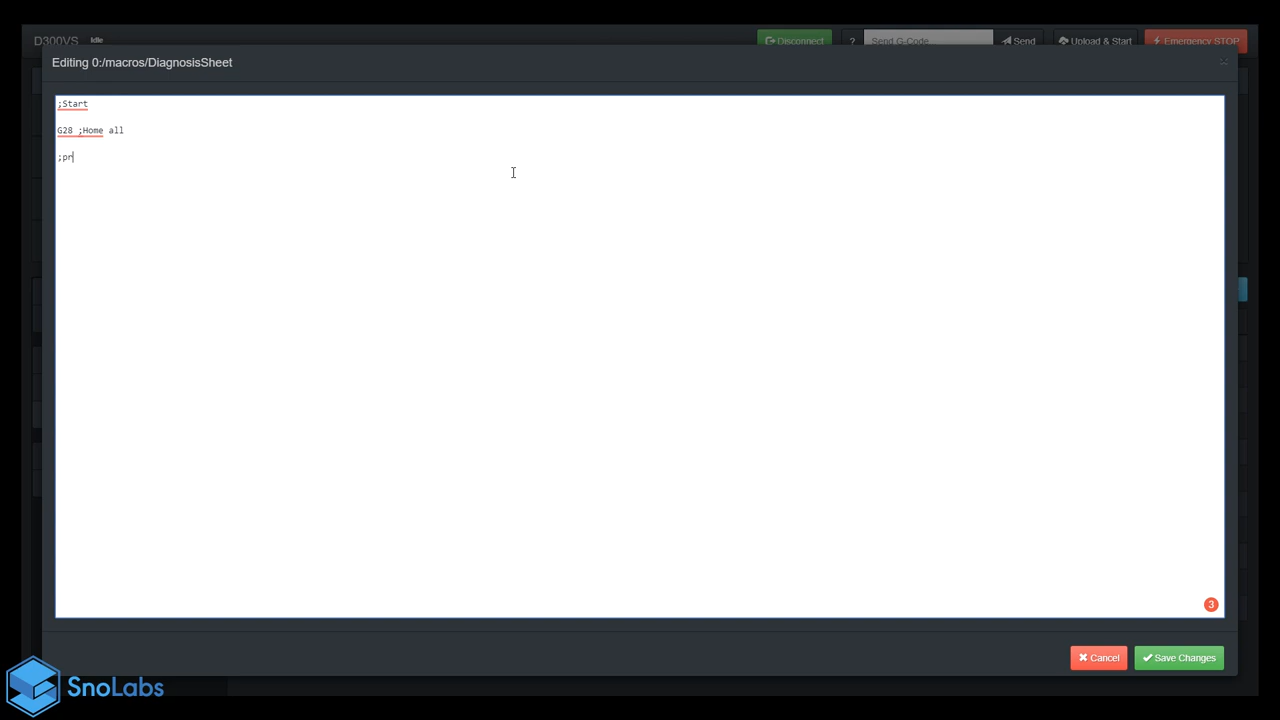 D300VS Idle
Disconnect ? Send G-Code Send Upload & Start Emergency STOP
Editing 0:/macros/DiagnosisSheet
;Start
G28 ;Home all
;pr
3
Cancel Save Changes
SnoLabs